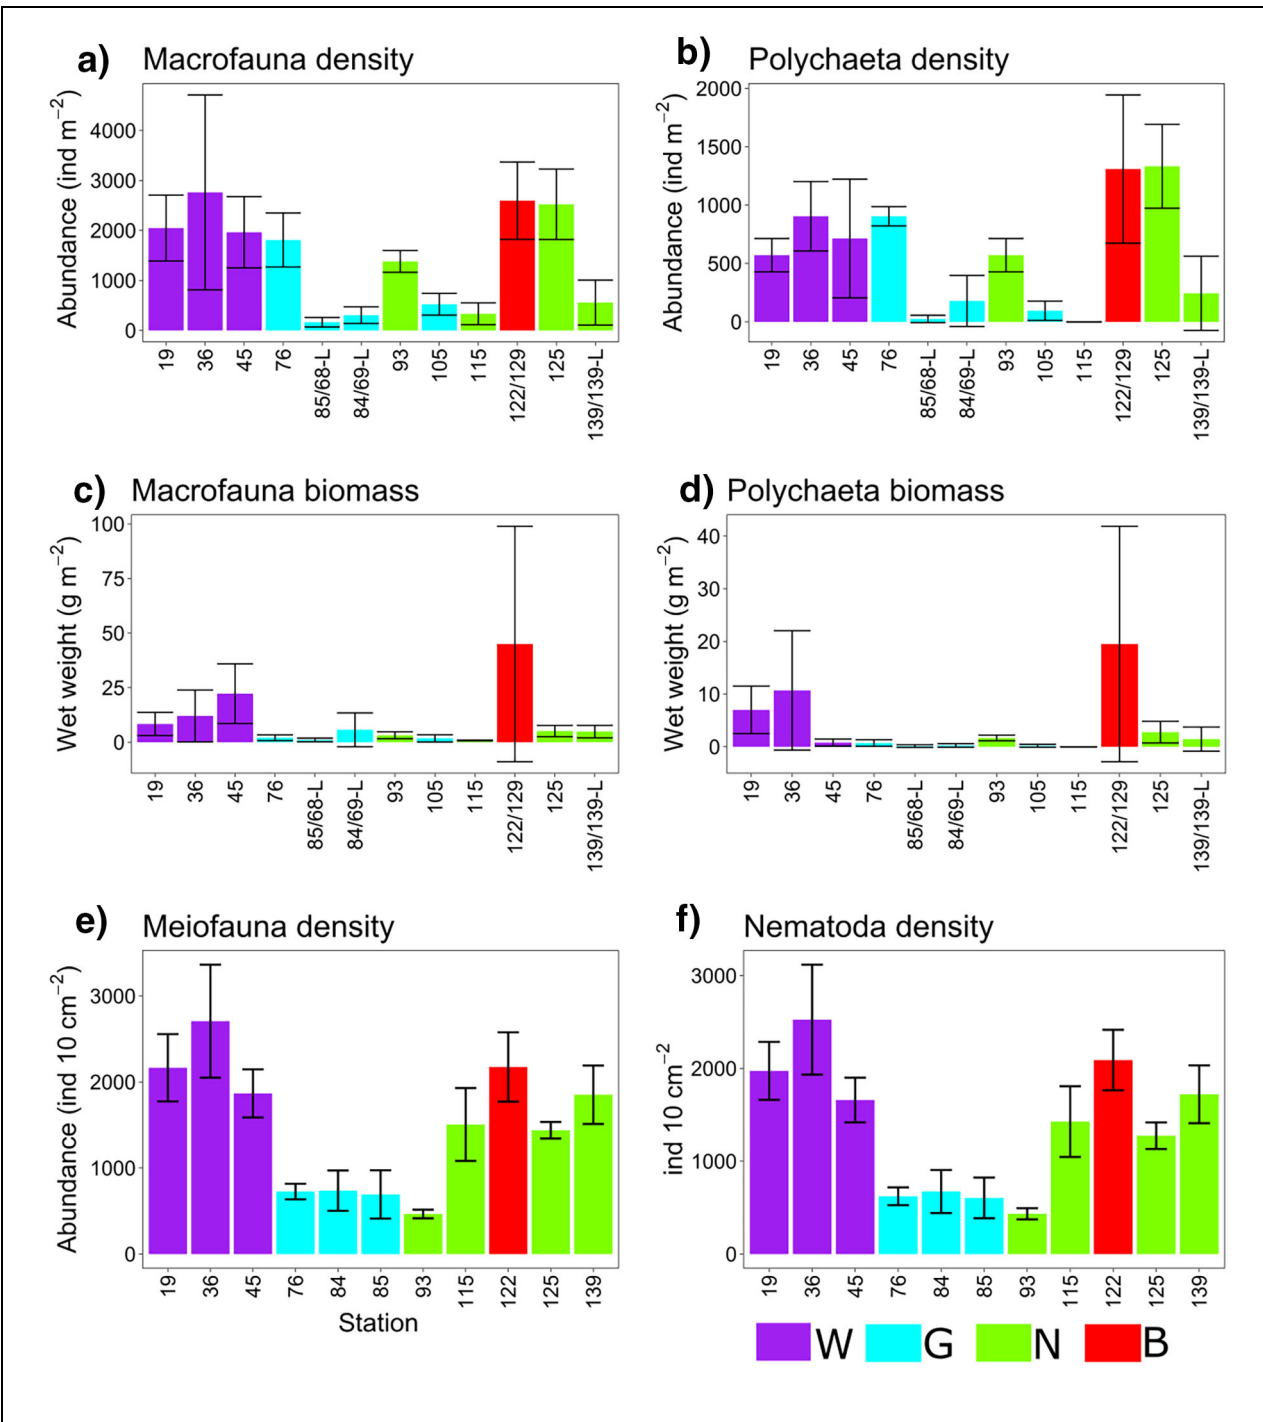 a) Macrofauna density
Abundance (ind m−2)
4000
3000
2000
1000
0
19 36 45 76 85/68-L 84/69-L 93 105 115 122/129 125 139/139-L
b) Polychaeta density
Abundance (ind m−2)
2000
1500
1000
500
0
19 36 45 76 85/68-L 84/69-L 93 105 115 122/129 125 139/139-L
c) Macrofauna biomass
Wet weight (g m−2)
100
75
50
25
0
19 36 45 76 85/68-L 84/69-L 93 105 115 122/129 125 139/139-L
d) Polychaeta biomass
Wet weight (g m−2)
40
30
20
10
0
19 36 45 76 85/68-L 84/69-L 93 105 115 122/129 125 139/139-L
e) Meiofauna density
Abundance (ind 10 cm−2)
3000
2000
1000
0
19 36 45 76 84 85 93 115 122 125 139
Station
f) Nematoda density
ind 10 cm−2
3000
2000
1000
0
19 36 45 76 84 85 93 115 122 125 139
W G N B